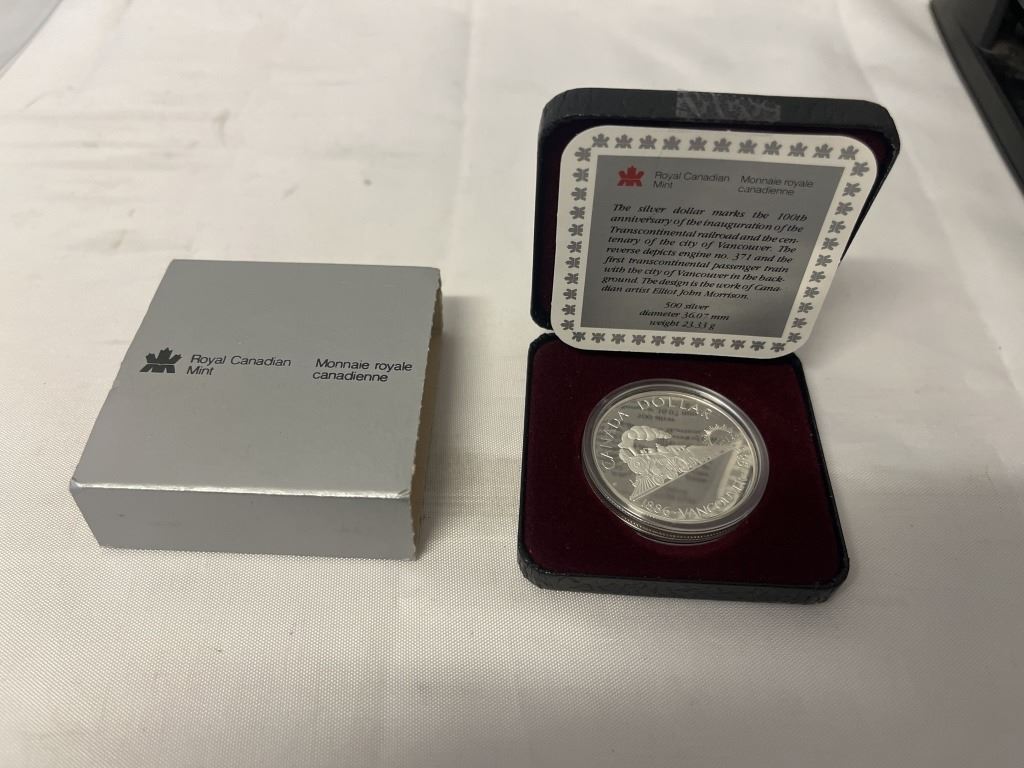 Royal Canadian
Mint
Monnaie royale
canadienne
Royal Canadian
Mint
Monnaie royale
canadienne
The silver dollar marks the 100th
anniversary of the inauguration of the
Transcontinental railroad and the cen-
tenary of the city of Vancouver. The
reverse depicts engine no. 371 and the
first transcontinental passenger train
with the city of Vancouver in the back-
ground. The design is the work of Cana-
dian artist Elliot John Morrison.
500 silver
diameter 36.07 mm
weight 23.33 g
CANADA DOLLAR
1886-VANCOUVER